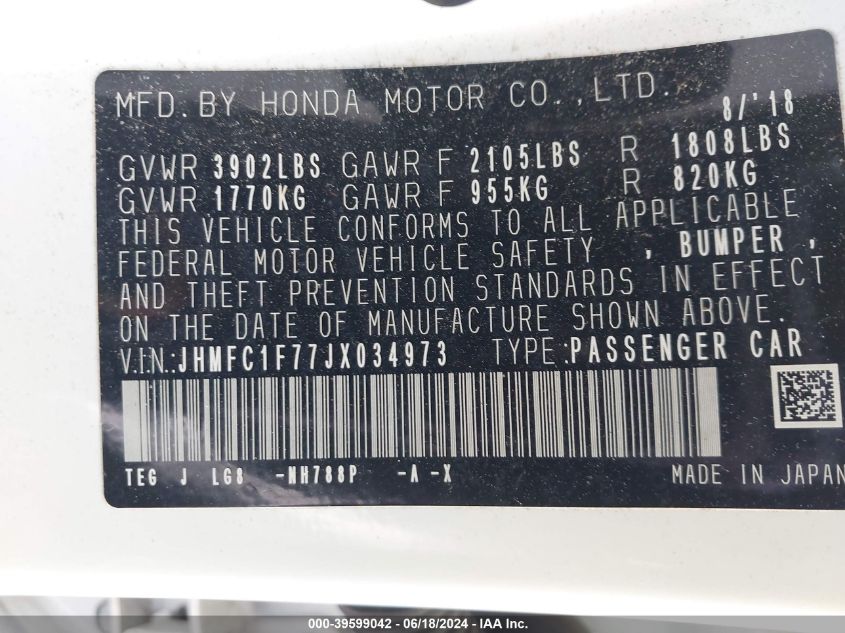 MFD. BY HONDA MOTOR CO., LTD. 8/'18
GVWR 3902LBS GAWR F 2105LBS R 1808LBS
GVWR 1770KG GAWR F 955KG R 820KG
THIS VEHICLE CONFORMS TO ALL APPLICABLE
FEDERAL MOTOR VEHICLE SAFETY , BUMPER ,
AND THEFT PREVENTION STANDARDS IN EFFECT
ON THE DATE OF MANUFACTURE SHOWN ABOVE.
V.I.N.:JHMFC1F77JX034973 TYPE:PASSENGER CAR
TEG J LG8 -NH788P -A -X MADE IN JAPAN
000-39599042 - 06/18/2024 - IAA Inc.